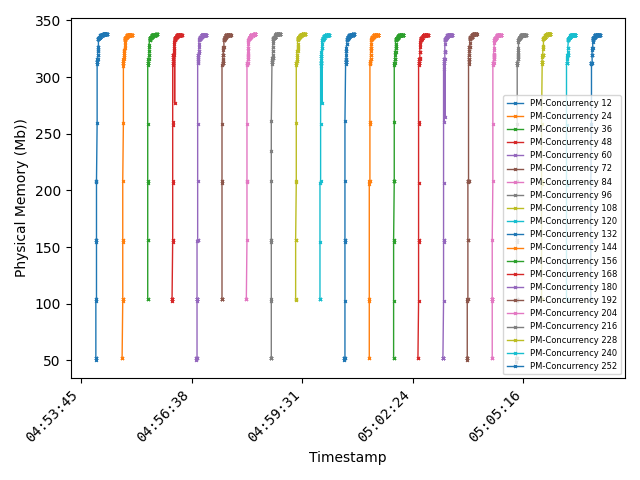 350
300
250
200
150
100
50
Physical Memory (Mb))
04:53:45
04:56:38
04:59:31
05:02:24
05:05:16
Timestamp
PM-Concurrency 12
PM-Concurrency 24
PM-Concurrency 36
PM-Concurrency 48
PM-Concurrency 60
PM-Concurrency 72
PM-Concurrency 84
PM-Concurrency 96
PM-Concurrency 108
PM-Concurrency 120
PM-Concurrency 132
PM-Concurrency 144
PM-Concurrency 156
PM-Concurrency 168
PM-Concurrency 180
PM-Concurrency 192
PM-Concurrency 204
PM-Concurrency 216
PM-Concurrency 228
PM-Concurrency 240
PM-Concurrency 252